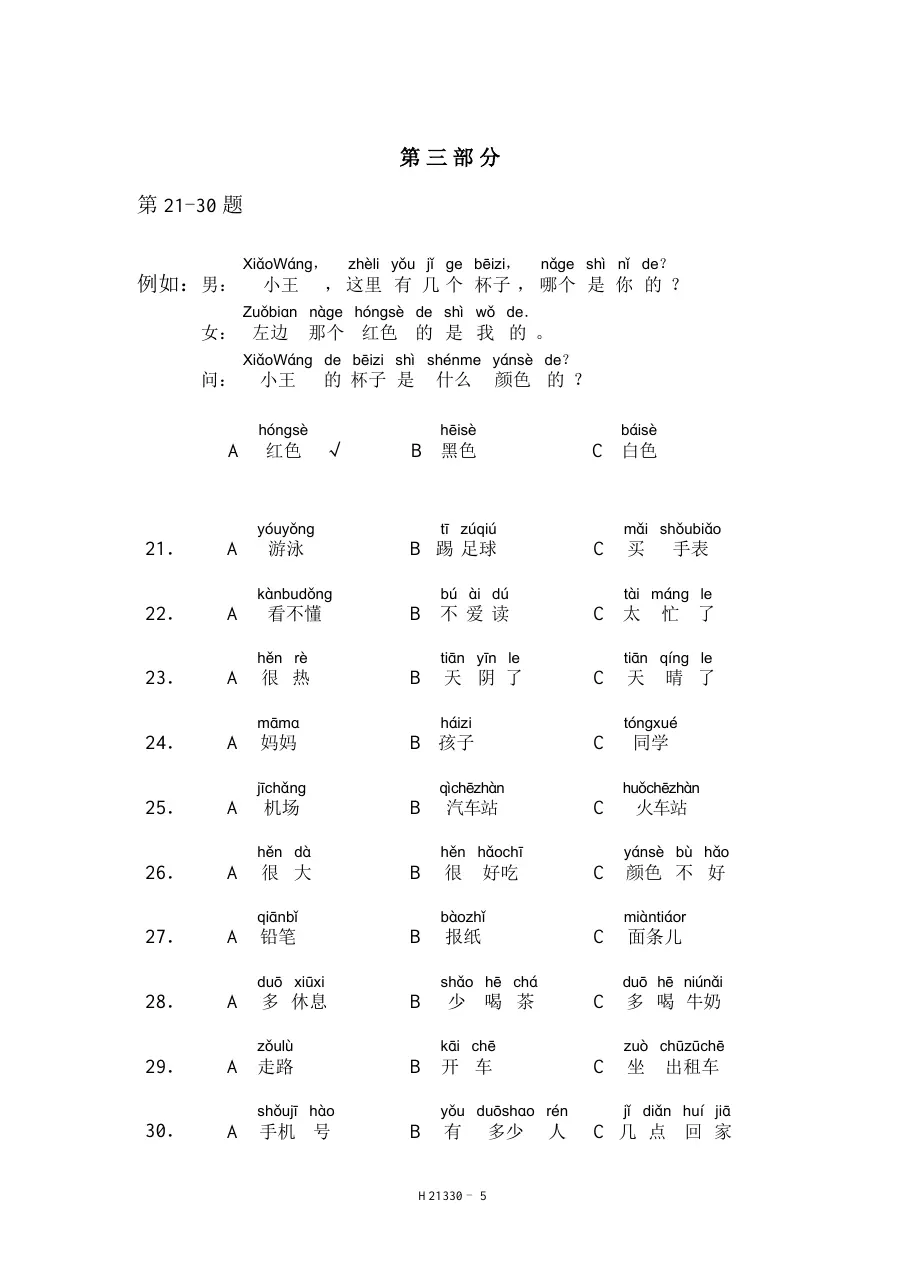 第三部分
第 21-30 题
XiǎoWáng， zhèli yǒu jǐ ge bēizi， nǎge shì nǐ de？
例如：男： 小王 ，这里 有 几 个 杯子 ，哪个 是 你 的 ？
Zuǒbian nàge hóngsè de shì wǒ de．
女： 左边 那个 红色 的 是 我 的 。
XiǎoWáng de bēizi shì shénme yánsè de？
问： 小王 的 杯子 是 什么 颜色 的 ？
hóngsè hēisè báisè
A 红色 √ B 黑色 C 白色
yóuyǒng tī zúqiú mǎi shǒubiǎo
21. A 游泳 B 踢 足球 C 买 手表
kànbudǒng bú ài dú tài máng le
22. A 看不懂 B 不 爱 读 C 太 忙 了
hěn rè tiān yīn le tiān qíng le
23. A 很 热 B 天 阴 了 C 天 晴 了
māma háizi tóngxué
24. A 妈妈 B 孩子 C 同学
jīchǎng qìchēzhàn huǒchēzhàn
25. A 机场 B 汽车站 C 火车站
hěn dà hěn hǎochī yánsè bù hǎo
26. A 很 大 B 很 好吃 C 颜色 不 好
qiānbǐ bàozhǐ miàntiáor
27. A 铅笔 B 报纸 C 面条儿
duō xiūxi shǎo hē chá duō hē niúnǎi
28. A 多 休息 B 少 喝 茶 C 多 喝 牛奶
zǒulù kāi chē zuò chūzūchē
29. A 走路 B 开 车 C 坐 出租车
shǒujī hào yǒu duōshao rén jǐ diǎn huí jiā
30. A 手机 号 B 有 多少 人 C 几 点 回 家
H21330 - 5